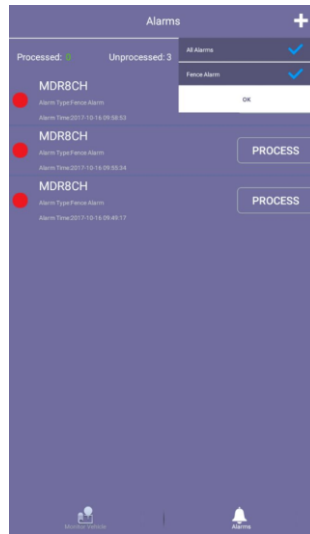 Alarms
Processed: 0 Unprocessed: 3
All Alarms
Fence Alarm
OK
MDR8CH
Alarm Type:Fence Alarm
Alarm Time:2017-10-16 09:58:53
MDR8CH
Alarm Type:Fence Alarm
Alarm Time:2017-10-16 09:55:34
PROCESS
MDR8CH
Alarm Type:Fence Alarm
Alarm Time:2017-10-16 09:49:17
PROCESS
Monitor Vehicle
Alarms